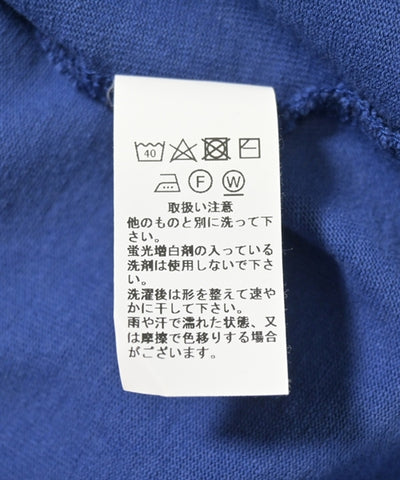 40
F W
取扱い注意
他のものと別に洗って下
さい。
蛍光増白剤の入っている
洗剤は使用しないで下さ
い。
洗濯後は形を整えて速や
かに干して下さい。
雨や汗で濡れた状態、又
は摩擦で色移りする場合
がございます。